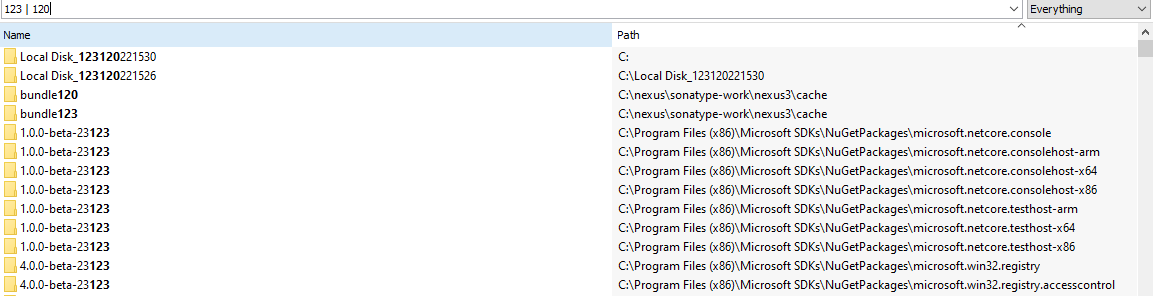 123 | 120 Everything
Name Path
Local Disk_123120221530 C:
Local Disk_123120221526 C:\Local Disk_123120221530
bundle120 C:\nexus\sonatype-work\nexus3\cache
bundle123 C:\nexus\sonatype-work\nexus3\cache
1.0.0-beta-23123 C:\Program Files (x86)\Microsoft SDKs\NuGetPackages\microsoft.netcore.console
1.0.0-beta-23123 C:\Program Files (x86)\Microsoft SDKs\NuGetPackages\microsoft.netcore.consolehost-arm
1.0.0-beta-23123 C:\Program Files (x86)\Microsoft SDKs\NuGetPackages\microsoft.netcore.consolehost-x64
1.0.0-beta-23123 C:\Program Files (x86)\Microsoft SDKs\NuGetPackages\microsoft.netcore.consolehost-x86
1.0.0-beta-23123 C:\Program Files (x86)\Microsoft SDKs\NuGetPackages\microsoft.netcore.testhost-arm
1.0.0-beta-23123 C:\Program Files (x86)\Microsoft SDKs\NuGetPackages\microsoft.netcore.testhost-x64
1.0.0-beta-23123 C:\Program Files (x86)\Microsoft SDKs\NuGetPackages\microsoft.netcore.testhost-x86
4.0.0-beta-23123 C:\Program Files (x86)\Microsoft SDKs\NuGetPackages\microsoft.win32.registry
4.0.0-beta-23123 C:\Program Files (x86)\Microsoft SDKs\NuGetPackages\microsoft.win32.registry.accesscontrol